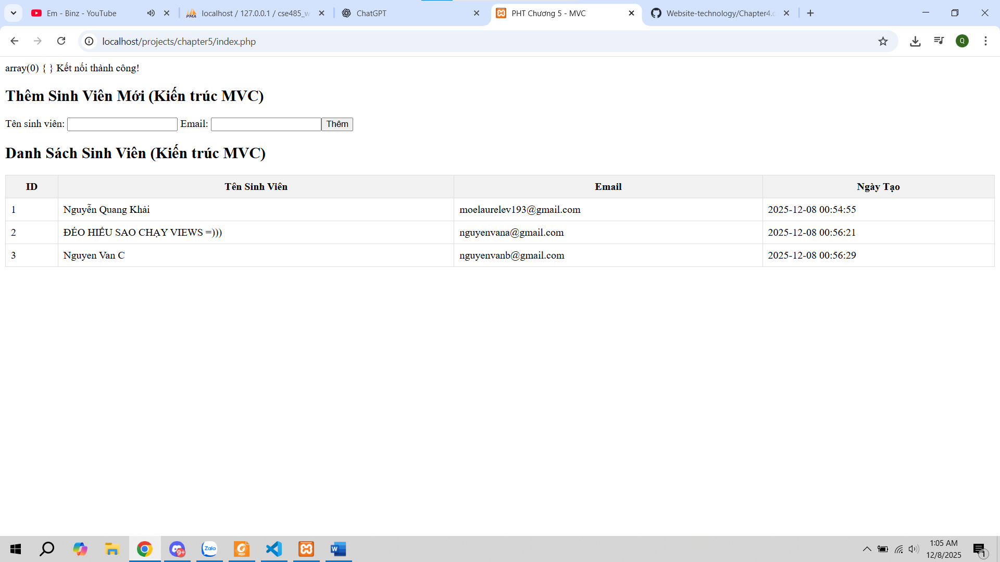 Em - Binz - YouTube
localhost / 127.0.0.1 / cse485_w
ChatGPT
PHT Chương 5 - MVC
Website-technology/Chapter4.c
localhost/projects/chapter5/index.php
Q
array(0) { } Kết nối thành công!
Thêm Sinh Viên Mới (Kiến trúc MVC)
Tên sinh viên: Email: Thêm
Danh Sách Sinh Viên (Kiến trúc MVC)
ID Tên Sinh Viên Email Ngày Tạo
1 Nguyễn Quang Khải moelaurelev193@gmail.com 2025-12-08 00:54:55
2 ĐÉO HIỂU SAO CHẠY VIEWS =))) nguyenvana@gmail.com 2025-12-08 00:56:21
3 Nguyen Van C nguyenvanb@gmail.com 2025-12-08 00:56:29
9+
Zalo
PDF
W
1:05 AM
12/8/2025
1